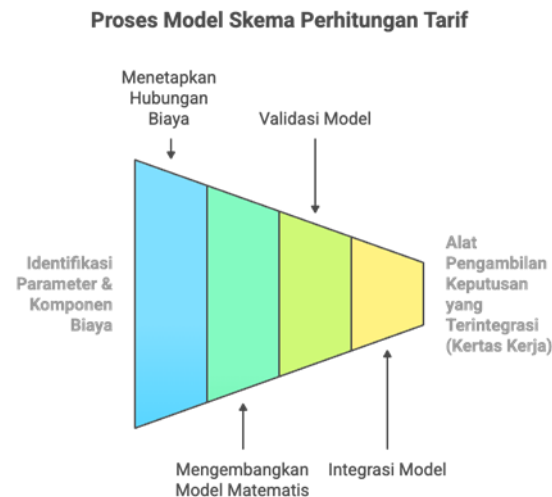 Proses Model Skema Perhitungan Tarif
Menetapkan
Hubungan
Biaya
Validasi Model
Identifikasi
Parameter &
Komponen
Biaya
Alat
Pengambilan
Keputusan
yang
Terintegrasi
(Kertas Kerja)
Mengembangkan
Model Matematis
Integrasi Model